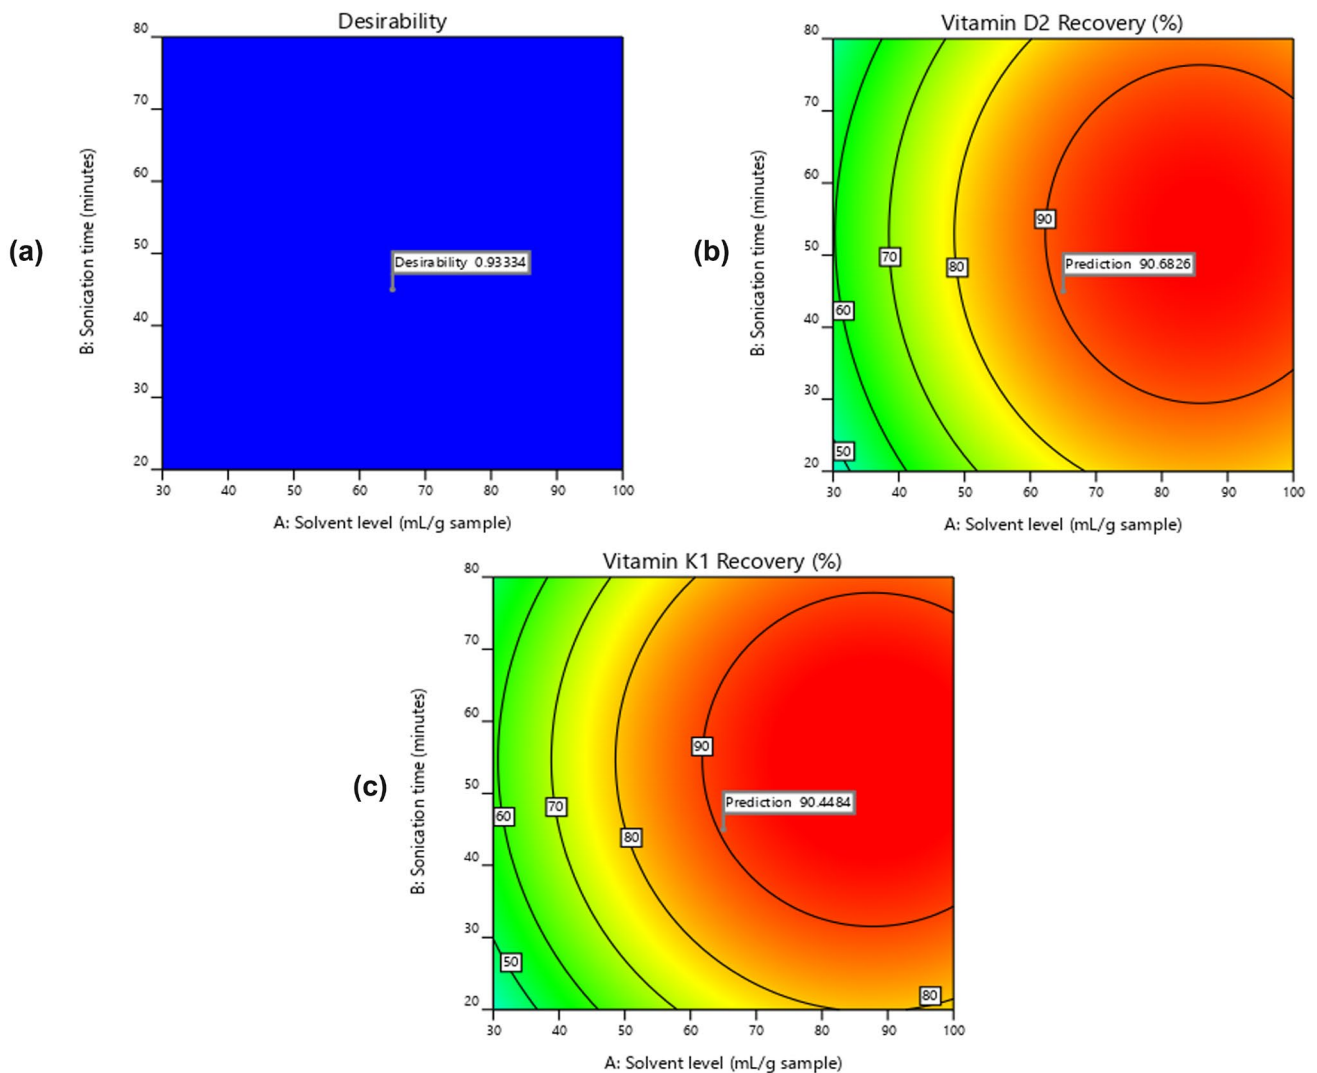 Desirability
(a)
B: Sonication time (minutes)
80
70
60
50
40
30
20
Desirability 0.93334
30 40 50 60 70 80 90 100
A: Solvent level (mL/g sample)
Vitamin D2 Recovery (%)
(b)
B: Sonication time (minutes)
80
70
60
50
40
30
20
90
70
80
Prediction 90.6826
60
50
30 40 50 60 70 80 90 100
A: Solvent level (mL/g sample)
Vitamin K1 Recovery (%)
(c)
B: Sonication time (minutes)
80
70
60
50
40
30
20
90
Prediction 90.4484
70
60
80
50
80
30 40 50 60 70 80 90 100
A: Solvent level (mL/g sample)